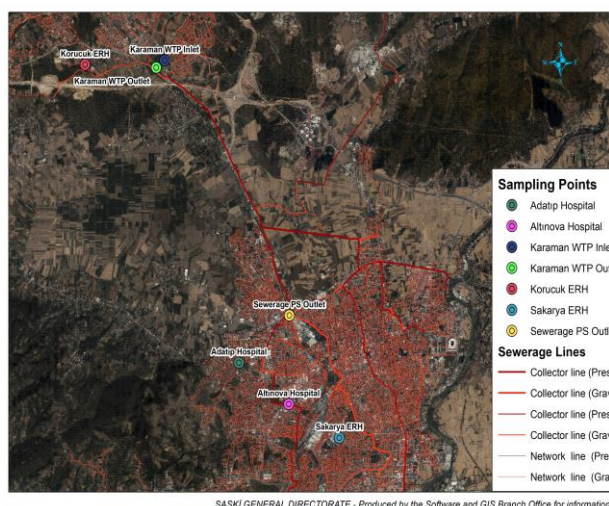 Korucuk ERH
Karaman WTP Inlet
Karaman WTP Outlet
N
Sewerage PS Outlet
Adatıp Hospital
Altınova Hospital
Sakarya ERH
Sampling Points
Adatıp Hospital
Altınova Hospital
Karaman WTP Inle
Karaman WTP Out
Korucuk ERH
Sakarya ERH
Sewerage PS Outl
Sewerage Lines
Collector line (Pres
Collector line (Grav
Collector line (Pres
Collector line (Grav
Network line (Pre
Network line (Gra
SASKİ GENERAL DIRECTORATE - Produced by the Software and GIS Branch Office for information